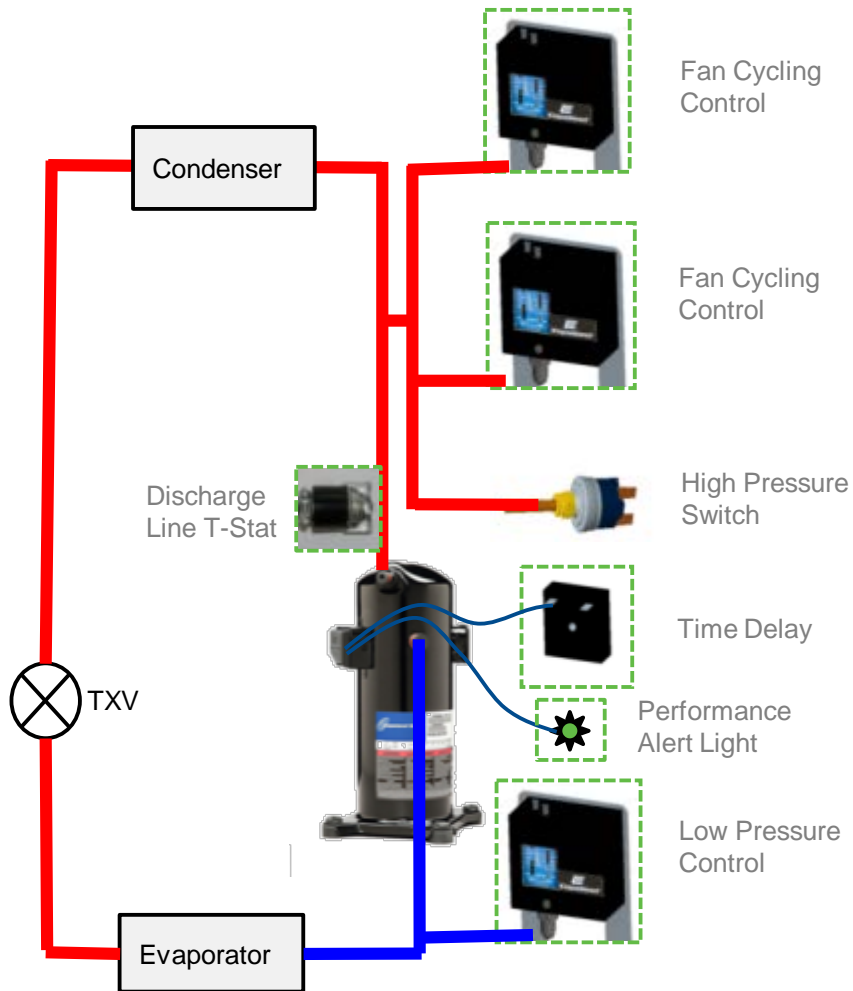 Fan Cycling
Control
Condenser
Fan Cycling
Control
Discharge
Line T-Stat
High Pressure
Switch
Time Delay
TXV
Performance
Alert Light
Low Pressure
Control
Evaporator